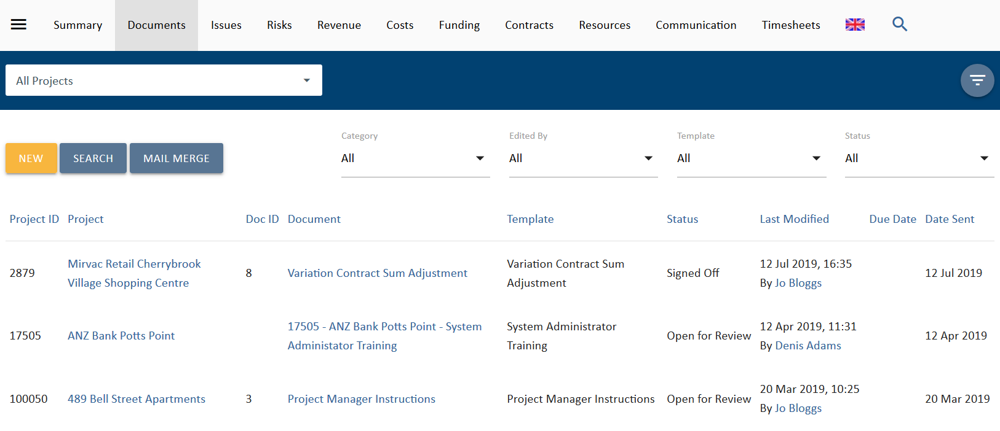 Summary Documents Issues Risks Revenue Costs Funding Contracts Resources Communication Timesheets
All Projects
Category Edited By Template Status
NEW SEARCH MAIL MERGE All All All All
Project ID Project Doc ID Document Template Status Last Modified Due Date Date Sent
Mirvac Retail Cherrybrook Variation Contract Sum 12 Jul 2019, 16:35
2879 8 Variation Contract Sum Adjustment Signed Off 12 Jul 2019
Village Shopping Centre Adjustment By Jo Bloggs
17505 - ANZ Bank Potts Point - System System Administrator 12 Apr 2019, 11:31
17505 ANZ Bank Potts Point Open for Review 12 Apr 2019
Administator Training Training By Denis Adams
20 Mar 2019, 10:25
100050 489 Bell Street Apartments 3 Project Manager Instructions Project Manager Instructions Open for Review 20 Mar 2019
By Jo Bloggs